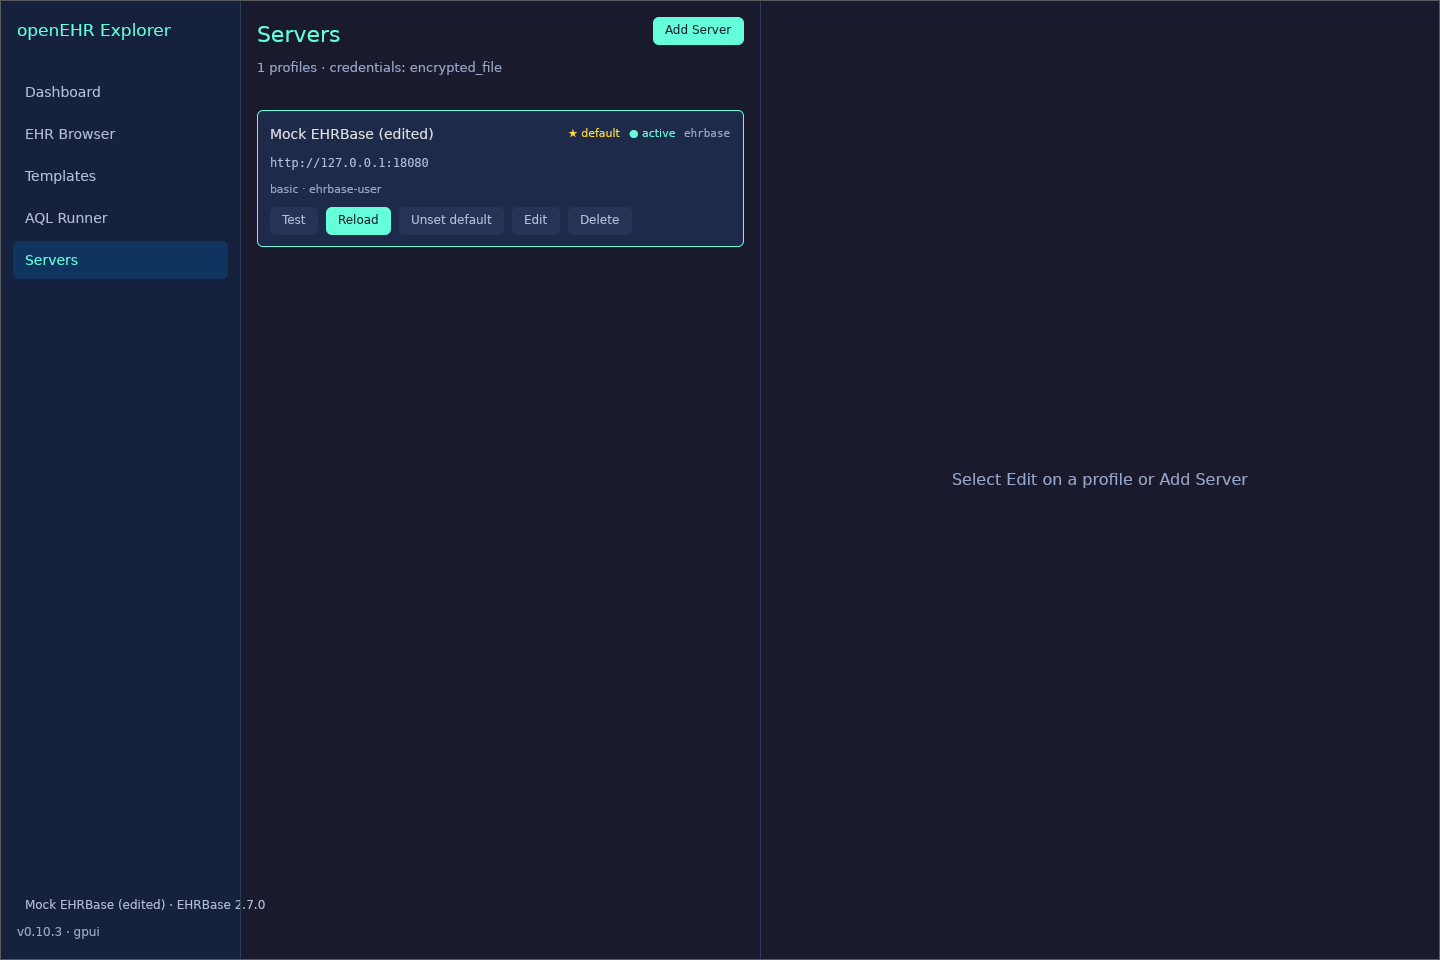 openEHR Explorer
Dashboard
EHR Browser
Templates
AQL Runner
Servers
Mock EHRBase (edited) · EHRBase 2.7.0
v0.10.3 · gpui
Servers
Add Server
1 profiles · credentials: encrypted_file
Mock EHRBase (edited) ★ default ● active ehrbase
http://127.0.0.1:18080
basic · ehrbase-user
Test Reload Unset default Edit Delete
Select Edit on a profile or Add Server